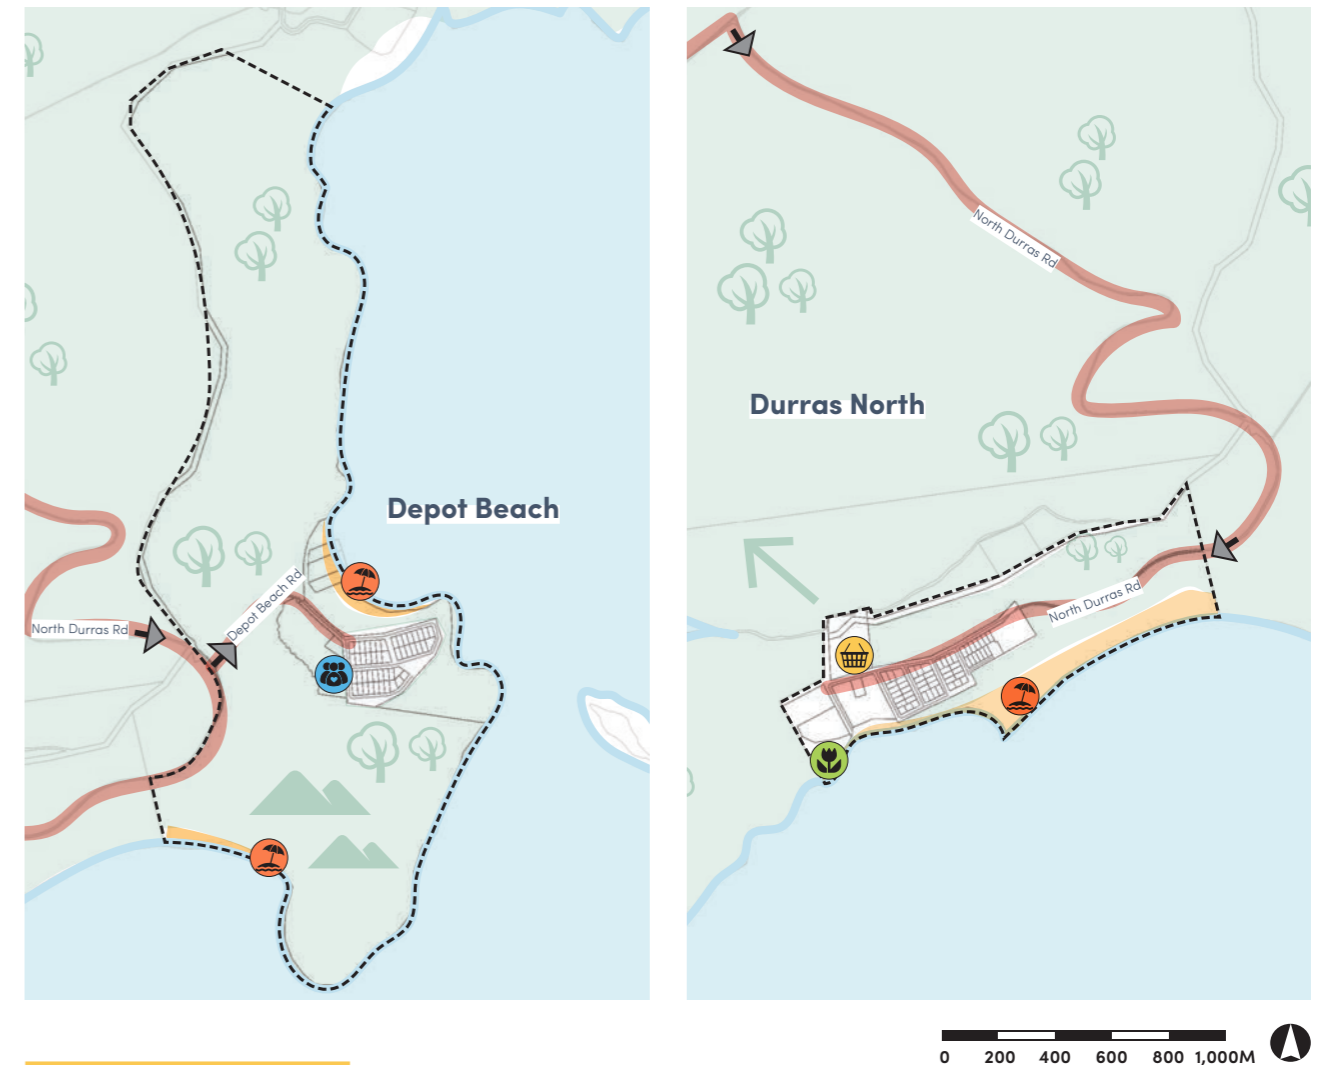 Depot Beach
Depot Beach Rd
North Durras Rd
North Durras Rd
Durras North
North Durras Rd
0 200 400 600 800 1,000M